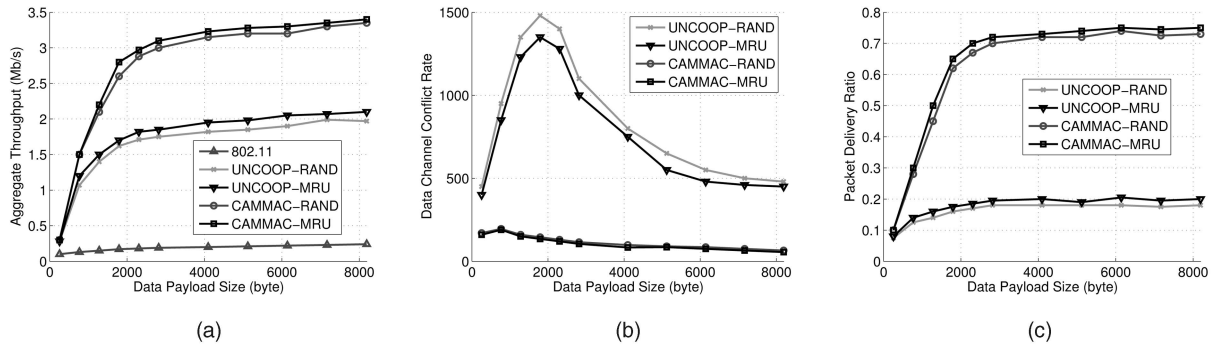 3.5
3
2.5
2
1.5
1
0.5
0
0
2000
4000
6000
8000
Aggregate Throughput (Mb/s)
Data Payload Size (byte)
802.11
UNCOOP-RAND
UNCOOP-MRU
CAMMAC-RAND
CAMMAC-MRU
(a)
1500
1000
500
0
0
2000
4000
6000
8000
Data Channel Conflict Rate
Data Payload Size (byte)
UNCOOP-RAND
UNCOOP-MRU
CAMMAC-RAND
CAMMAC-MRU
(b)
0.8
0.7
0.6
0.5
0.4
0.3
0.2
0.1
0
0
2000
4000
6000
8000
Packet Delivery Ratio
Data Payload Size (byte)
UNCOOP-RAND
UNCOOP-MRU
CAMMAC-RAND
CAMMAC-MRU
(c)